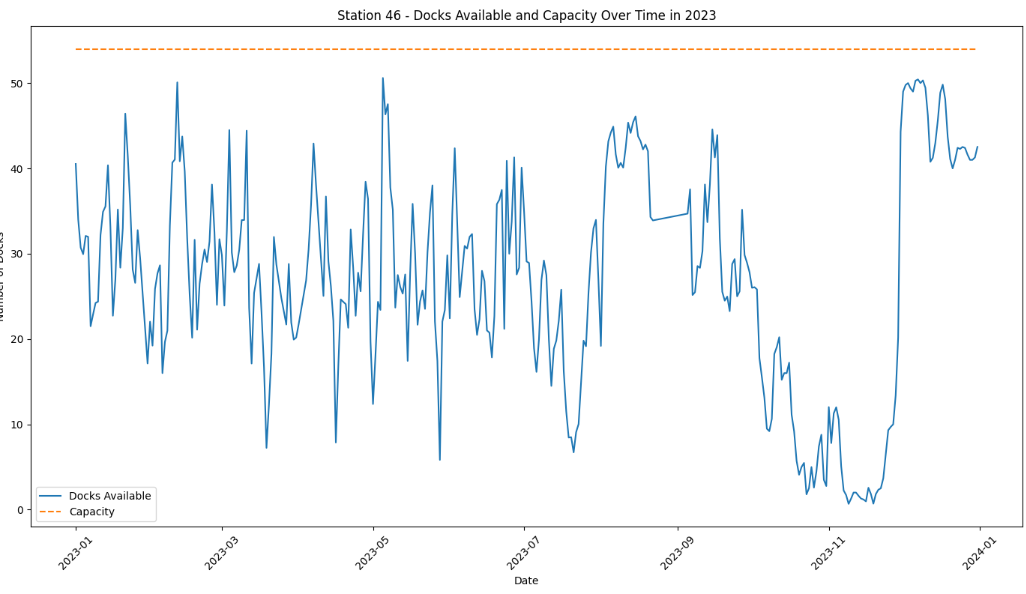 Station 46 - Docks Available and Capacity Over Time in 2023
50
40
30
20
10
0
of Docks
Docks Available
Capacity
2023-01
2023-03
2023-05
2023-07
2023-09
2023-11
2024-01
Date